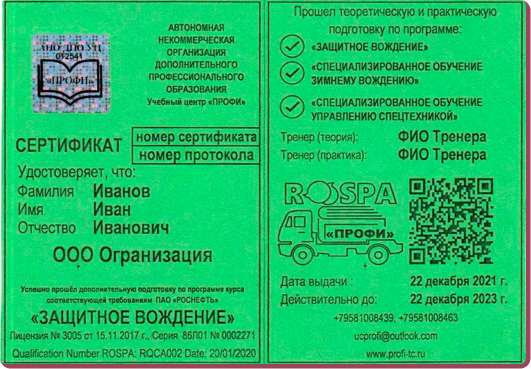 АНО ДПО УЦ
012541
«ПРОФИ»
АВТОНОМНАЯ
НЕКОММЕРЧЕСКАЯ
ОРГАНИЗАЦИЯ
ДОПОЛНИТЕЛЬНОГО
ПРОФЕССИОНАЛЬНОГО
ОБРАЗОВАНИЯ
Учебный центр «ПРОФИ»
СЕРТИФИКАТ
номер сертификата
номер протокола
Удостоверяет, что:
Фамилия Иванов
Имя Иван
Отчество Иванович
ООО Огранизация
Успешно прошёл дополнительную подготовку по программе курса
соответствующей требованиям ПАО «РОСНЕФТЬ»
«ЗАЩИТНОЕ ВОЖДЕНИЕ»
Лицензия № 3005 от 15.11.2017 г., Серия 86Л01 № 0002271
Qualification Number ROSPA: RQCA002 Date: 20/01/2020
Прошел теоретическую и практическую
подготовку по программе:
«ЗАЩИТНОЕ ВОЖДЕНИЕ»
«СПЕЦИАЛИЗИРОВАННОЕ ОБУЧЕНИЕ
ЗИМНЕМУ ВОЖДЕНИЮ»
«СПЕЦИАЛИЗИРОВАННОЕ ОБУЧЕНИЕ
УПРАВЛЕНИЮ СПЕЦТЕХНИКОЙ»
Тренер (теория): ФИО Тренера
Тренер (практика): ФИО Тренера
ROSPA
«ПРОФИ»
Дата выдачи : 22 декабря 2021 г.
Действительно до: 22 декабря 2023 г.
+79581008439, +79581008463
ucprofi@outlook.com
www.profi-tc.ru